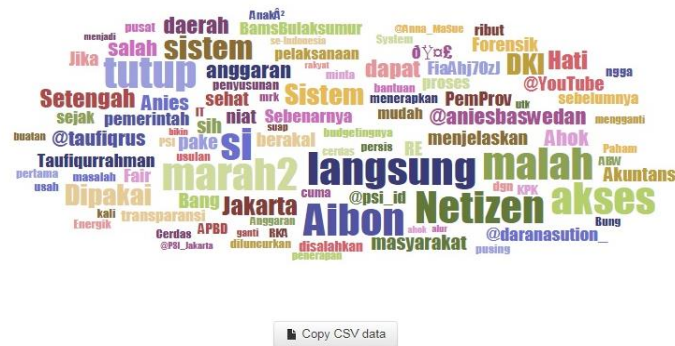 AnakÂ² @Anna_MaSue ribut
menjadi pusat daerah se-Indonesia BamsBulaksumur System Forensik
Jika salah sistem pelaksanaan rakyat ðŸ¤£ DKI Hati ngga
tutup anggaran minta dapat FiaAhj70zJ @YouTube
Setengah Anies penyusunan Sistem bantuan proses sebelumnya
sehat mrk menerapkan PemProv utk mengganti
sejak pemerintah IT niat Sebenarnya mudah @aniesbaswedan
buatan @taufiqrus bikin sih suap budgetingnya menjelaskan Ahok
PSI pake si berakal cerdas persis RE Paham
Taufiqurrahman usulan langsung malah ABW
pertama masalah Fair marah2 Akuntans
usah Dipakai Bang cuma @psi_id dgn KPK akses
kali transparansi Jakarta Aibon Netizen Bung
Energik Cerdas APBD Anggaran @daranasution_
@PSI_Jakarta ganti RKA disalahkan masyarakat ahok alur pusing
diluncurkan penerapan
Copy CSV data